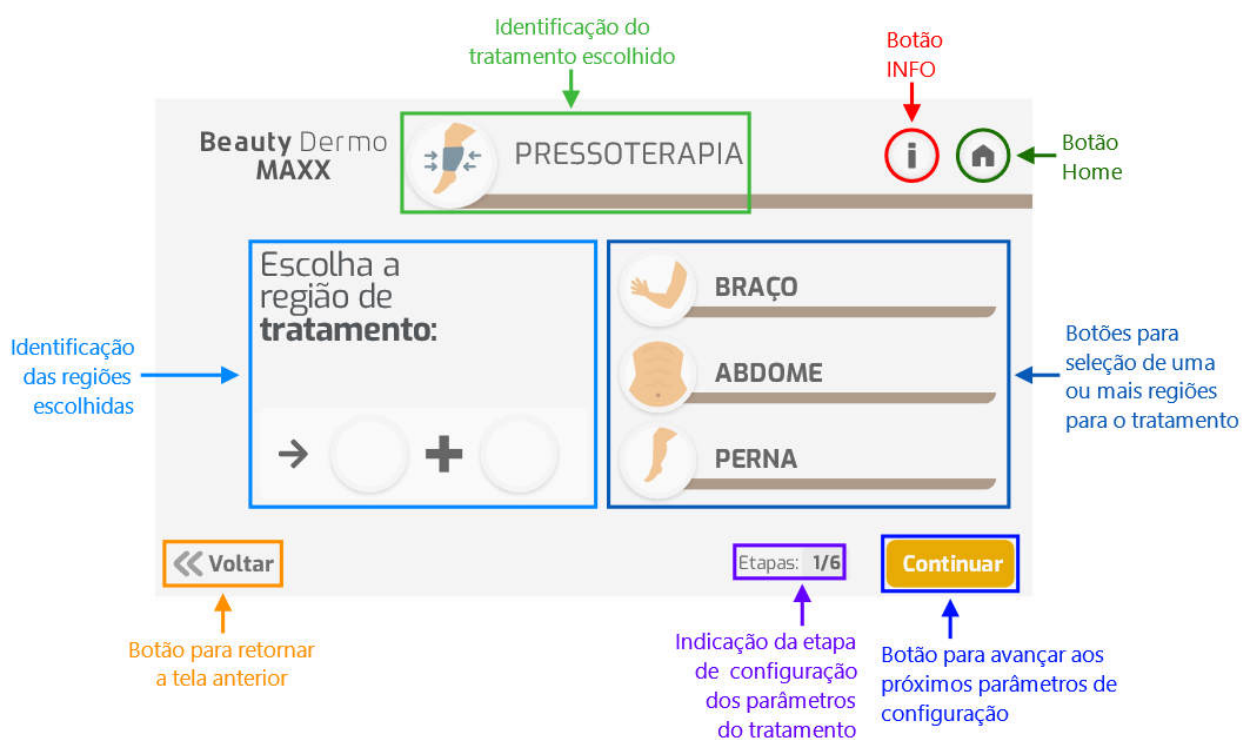 Identificação do
tratamento escolhido
Botão
INFO
Beauty Dermo
MAXX
PRESSOTERAPIA
i
Botão
Home
Escolha a
região de
tratamento:
BRAÇO
ABDOME
PERNA
Identificação
das regiões
escolhidas
Botões para
seleção de uma
ou mais regiões
para o tratamento
Voltar
Etapas: 1/6
Continuar
Botão para retornar
a tela anterior
Indicação da etapa
de configuração
dos parâmetros
do tratamento
Botão para avançar aos
próximos parâmetros de
configuração